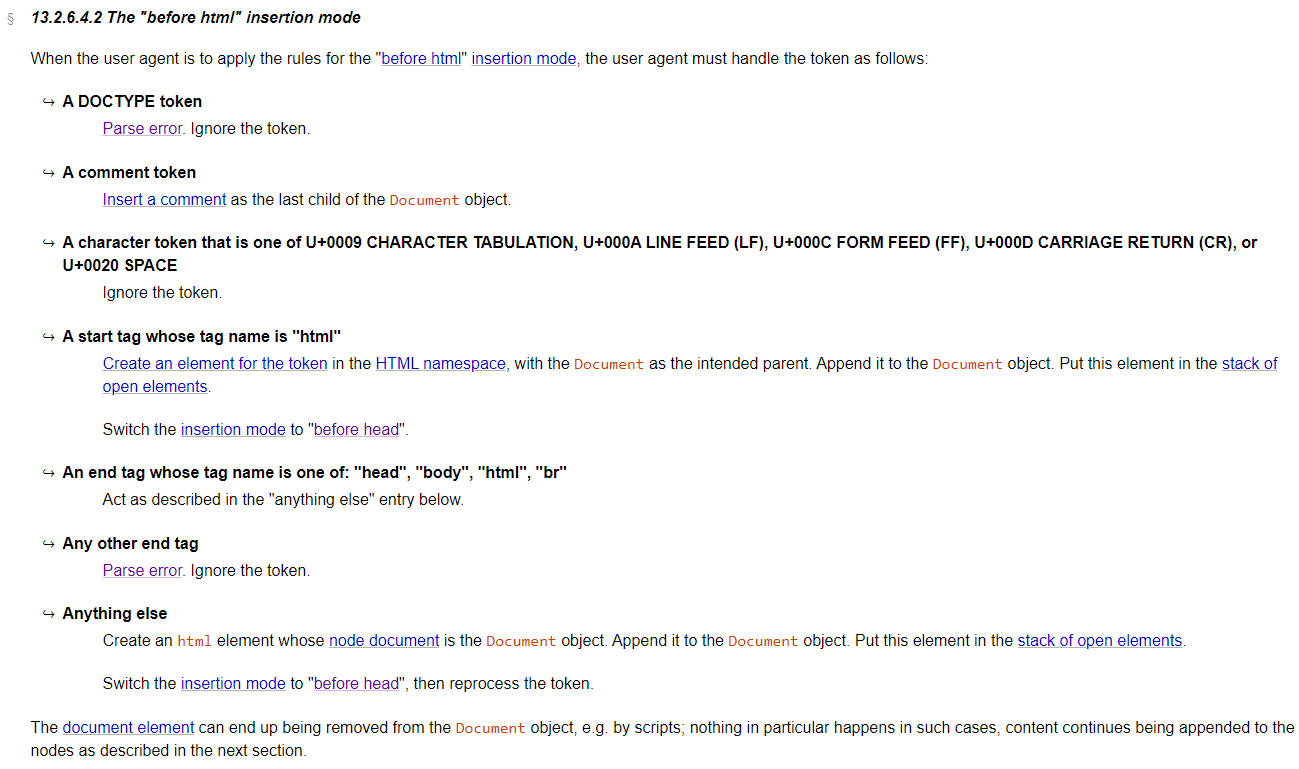 § 13.2.6.4.2 The "before html" insertion mode
When the user agent is to apply the rules for the "before html" insertion mode, the user agent must handle the token as follows:
↪ A DOCTYPE token
Parse error. Ignore the token.
↪ A comment token
Insert a comment as the last child of the Document object.
↪ A character token that is one of U+0009 CHARACTER TABULATION, U+000A LINE FEED (LF), U+000C FORM FEED (FF), U+000D CARRIAGE RETURN (CR), or
U+0020 SPACE
Ignore the token.
↪ A start tag whose tag name is "html"
Create an element for the token in the HTML namespace, with the Document as the intended parent. Append it to the Document object. Put this element in the stack of
open elements.
Switch the insertion mode to "before head".
↪ An end tag whose tag name is one of: "head", "body", "html", "br"
Act as described in the "anything else" entry below.
↪ Any other end tag
Parse error. Ignore the token.
↪ Anything else
Create an html element whose node document is the Document object. Append it to the Document object. Put this element in the stack of open elements.
Switch the insertion mode to "before head", then reprocess the token.
The document element can end up being removed from the Document object, e.g. by scripts; nothing in particular happens in such cases, content continues being appended to the
nodes as described in the next section.